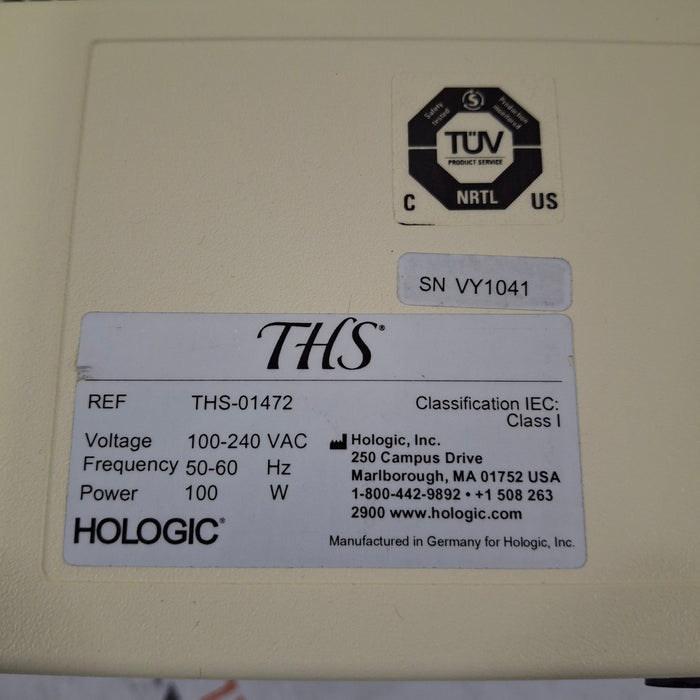 Safety tested
S
Production monitored
TÜV
PRODUCT SERVICE
NRTL
C US
SN VY1041
THS®
REF THS-01472
Classification IEC:
Class I
Voltage 100-240 VAC
Frequency 50-60 Hz
Power 100 W
HOLOGIC®
Hologic, Inc.
250 Campus Drive
Marlborough, MA 01752 USA
1-800-442-9892 • +1 508 263
2900 www.hologic.com
Manufactured in Germany for Hologic, Inc.